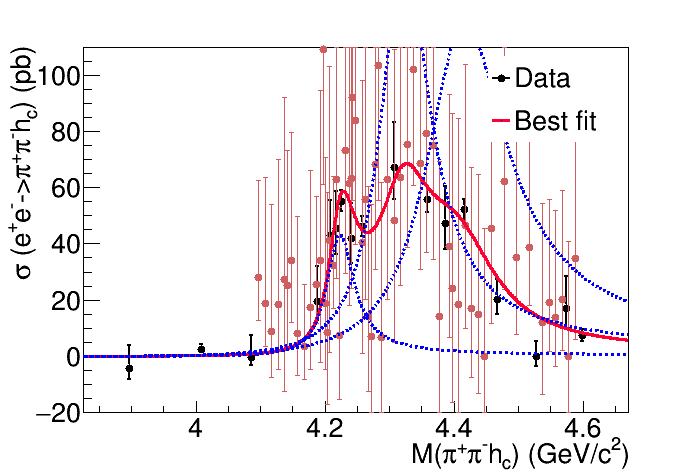 σ (e⁺e⁻->π⁺π⁻h_c) (pb)
100
80
60
40
20
0
−20
Data
Best fit
4
4.2
4.4
4.6
M(π⁺π⁻h_c) (GeV/c²)